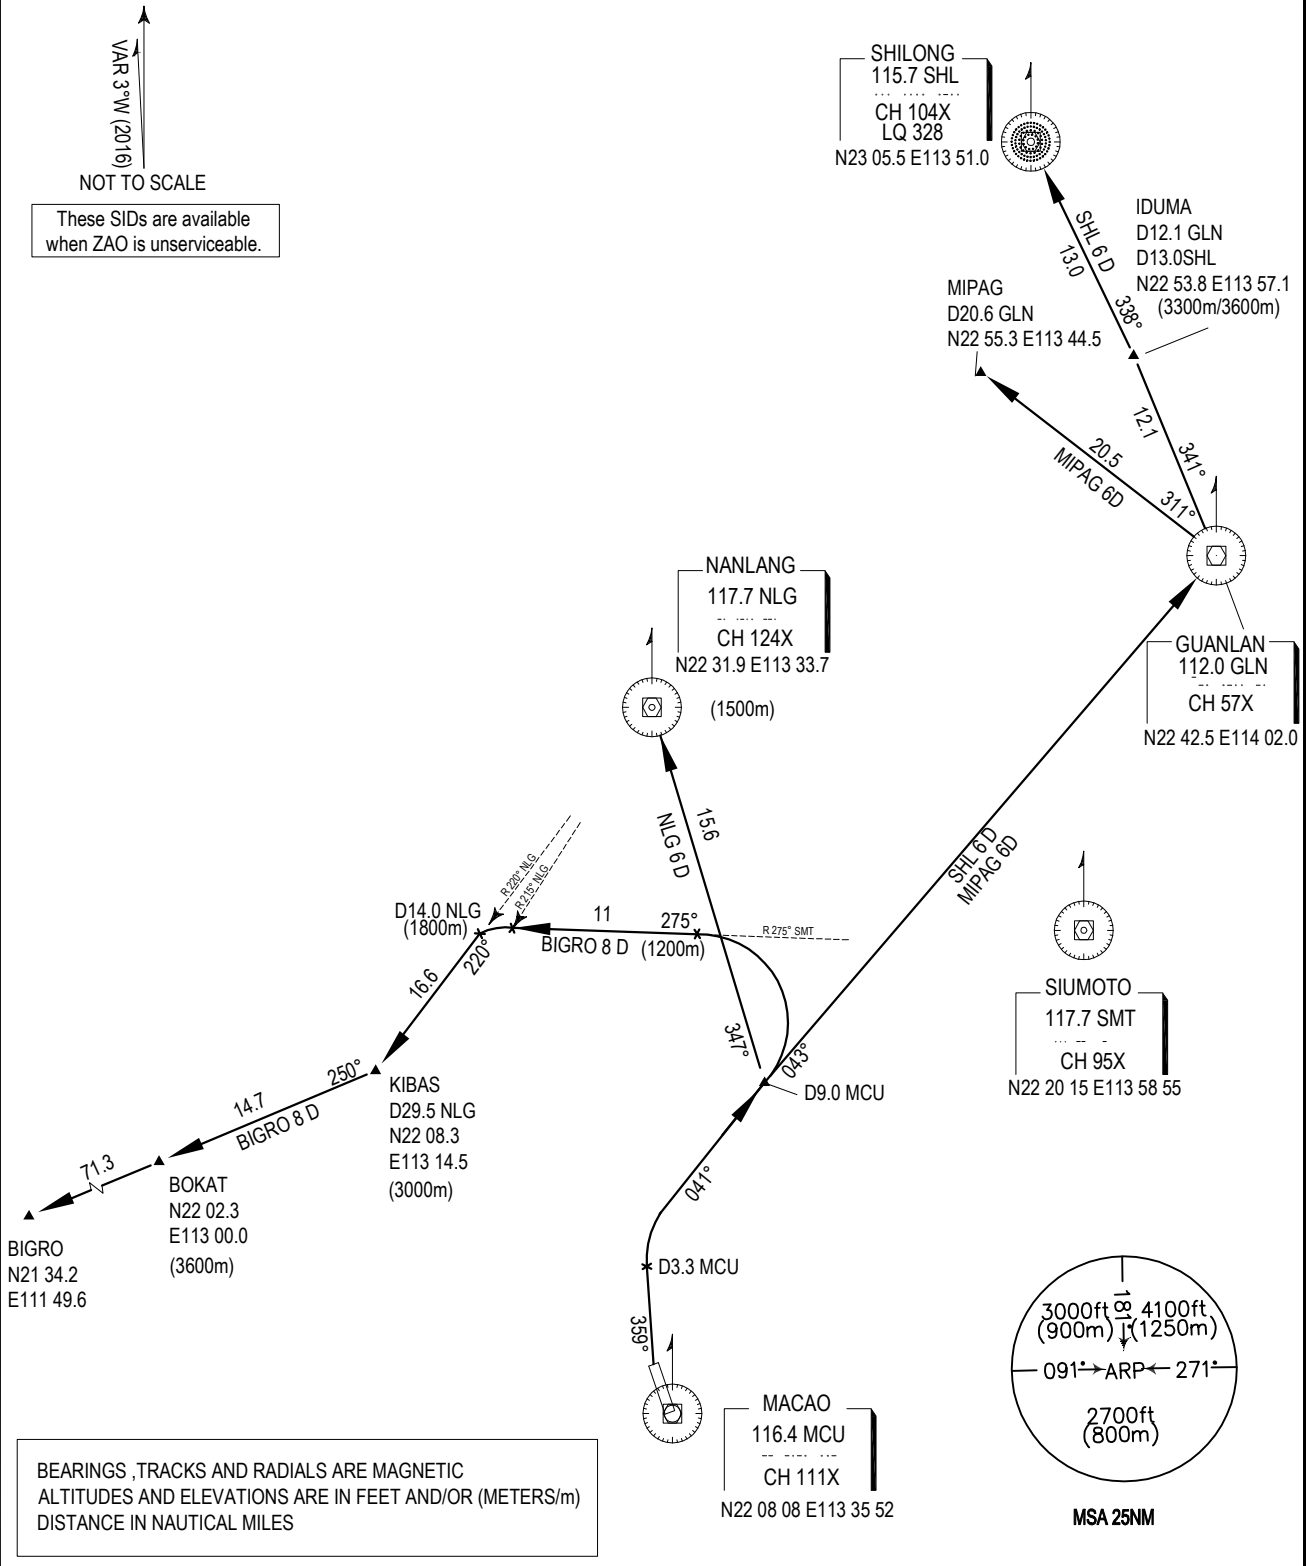 VAR 3°W (2016)
NOT TO SCALE
These SIDs are available
when ZAO is unserviceable.
SHILONG
115.7 SHL
CH 104X
LQ 328
N23 05.5 E113 51.0
IDUMA
D12.1 GLN
D13.0SHL
N22 53.8 E113 57.1
(3300m/3600m)
SHL 6 D
13.0
338°
MIPAG
D20.6 GLN
N22 55.3 E113 44.5
12.1
341°
20.5
MIPAG 6D
311°
GUANLAN
112.0 GLN
CH 57X
N22 42.5 E114 02.0
NANLANG
117.7 NLG
CH 124X
N22 31.9 E113 33.7
(1500m)
15.6
NLG 6 D
347°
SHL 6 D
MIPAG 6D
R 220° NLG
R 215° NLG
D14.0 NLG
(1800m)
220°
11
275°
BIGRO 8 D
(1200m)
R 275° SMT
16.6
SIUMOTO
117.7 SMT
CH 95X
N22 20 15 E113 58 55
043°
D9.0 MCU
250°
KIBAS
D29.5 NLG
N22 08.3
E113 14.5
(3000m)
14.7
BIGRO 8 D
71.3
BOKAT
N22 02.3
E113 00.0
(3600m)
BIGRO
N21 34.2
E111 49.6
041°
D3.3 MCU
359°
MACAO
116.4 MCU
CH 111X
N22 08 08 E113 35 52
3000ft
(900m)
181°
4100ft
(1250m)
091° ARP 271°
2700ft
(800m)
MSA 25NM
BEARINGS ,TRACKS AND RADIALS ARE MAGNETIC
ALTITUDES AND ELEVATIONS ARE IN FEET AND/OR (METERS/m)
DISTANCE IN NAUTICAL MILES